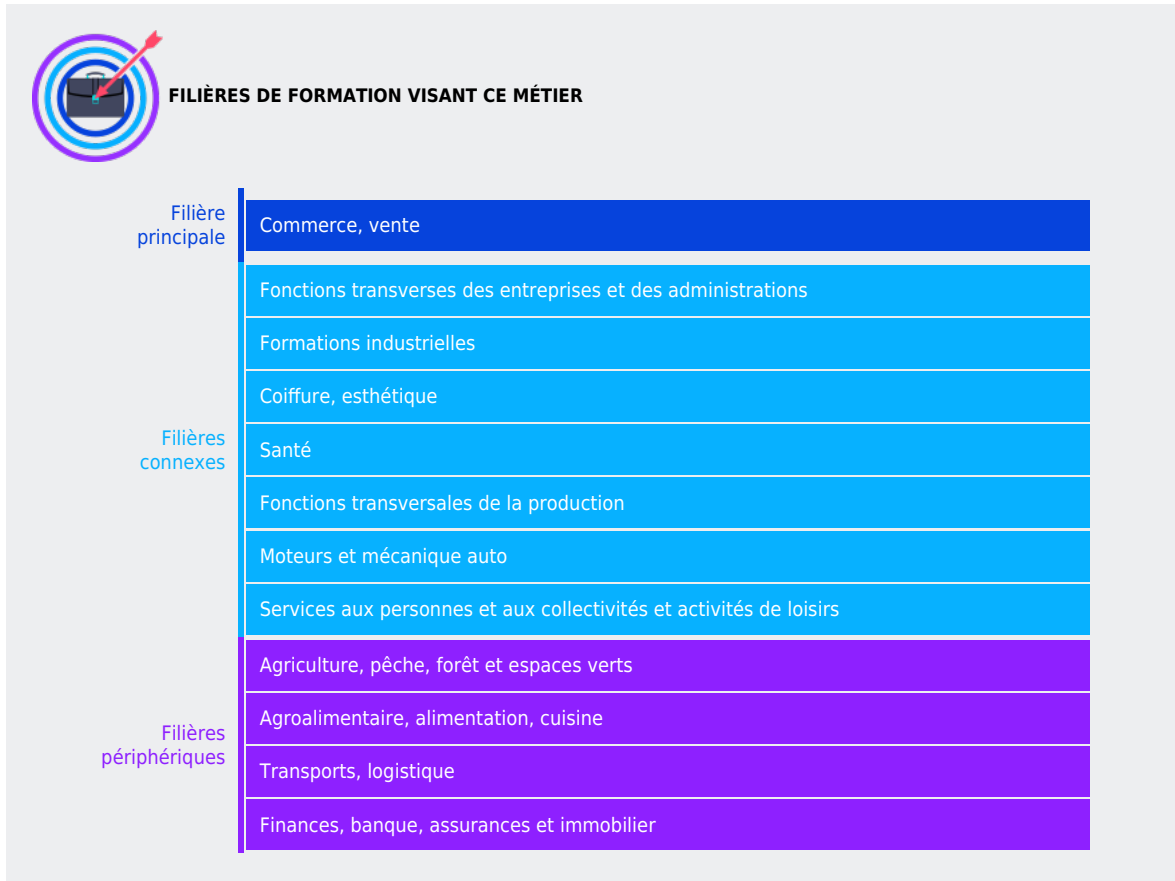 FILIÈRES DE FORMATION VISANT CE MÉTIER
Filière
principale
Commerce, vente
Filières
connexes
Fonctions transverses des entreprises et des administrations
Formations industrielles
Coiffure, esthétique
Santé
Fonctions transversales de la production
Moteurs et mécanique auto
Services aux personnes et aux collectivités et activités de loisirs
Filières
périphériques
Agriculture, pêche, forêt et espaces verts
Agroalimentaire, alimentation, cuisine
Transports, logistique
Finances, banque, assurances et immobilier